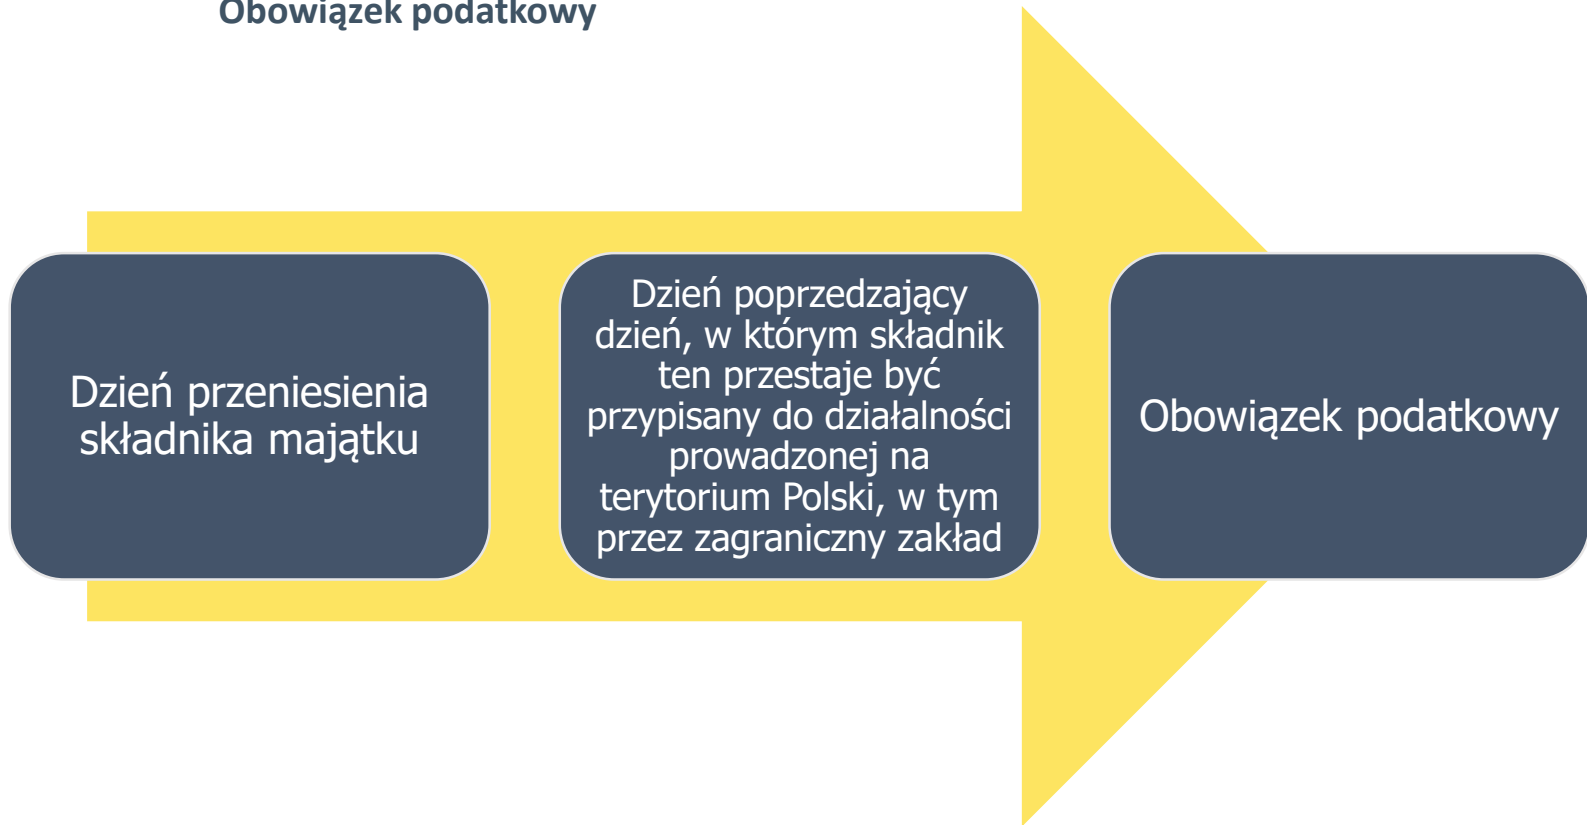 Obowiązek podatkowy
Dzień przeniesienia
składnika majątku
Dzień poprzedzający
dzień, w którym składnik
ten przestaje być
przypisany do działalności
prowadzonej na
terytorium Polski, w tym
przez zagraniczny zakład
Obowiązek podatkowy